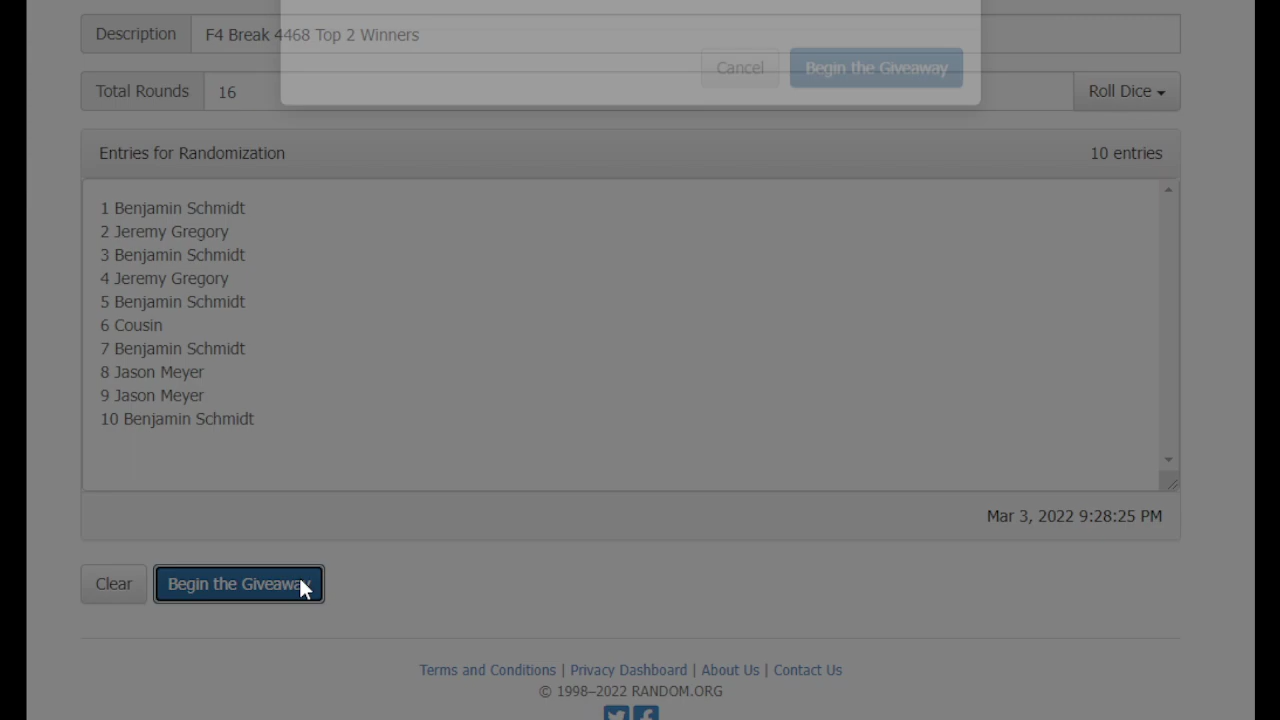 Description F4 Break 4468 Top 2 Winners
Cancel Begin the Giveaway
Total Rounds 16 Roll Dice
Entries for Randomization 10 entries
1 Benjamin Schmidt
2 Jeremy Gregory
3 Benjamin Schmidt
4 Jeremy Gregory
5 Benjamin Schmidt
6 Cousin
7 Benjamin Schmidt
8 Jason Meyer
9 Jason Meyer
10 Benjamin Schmidt
Mar 3, 2022 9:28:25 PM
Clear Begin the Giveaway
Terms and Conditions | Privacy Dashboard | About Us | Contact Us
© 1998–2022 RANDOM.ORG